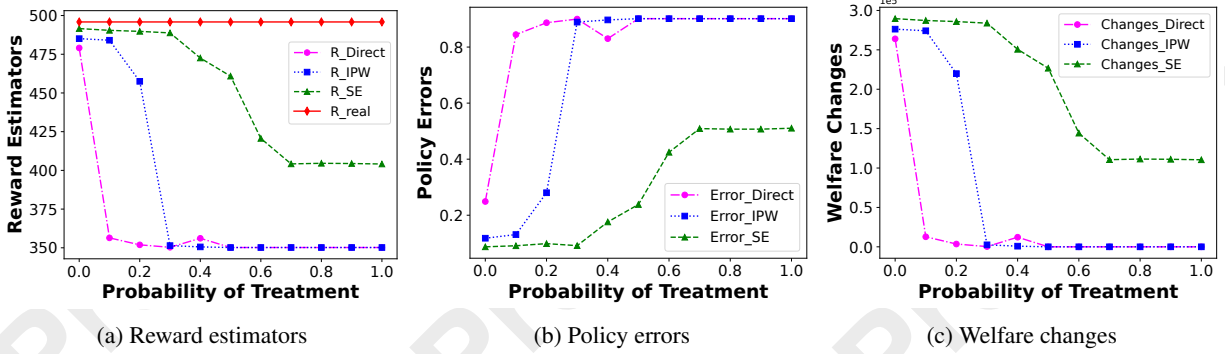 500
475
450
425
400
375
350
0.0 0.2 0.4 0.6 0.8 1.0
Reward Estimators
Probability of Treatment
R_Direct
R_IPW
R_SE
R_real
(a) Reward estimators
0.8
0.6
0.4
0.2
0.0 0.2 0.4 0.6 0.8 1.0
Policy Errors
Probability of Treatment
Error_Direct
Error_IPW
Error_SE
(b) Policy errors
1e5
3.0
2.5
2.0
1.5
1.0
0.5
0.0
0.0 0.2 0.4 0.6 0.8 1.0
Welfare Changes
Probability of Treatment
Changes_Direct
Changes_IPW
Changes_SE
(c) Welfare changes